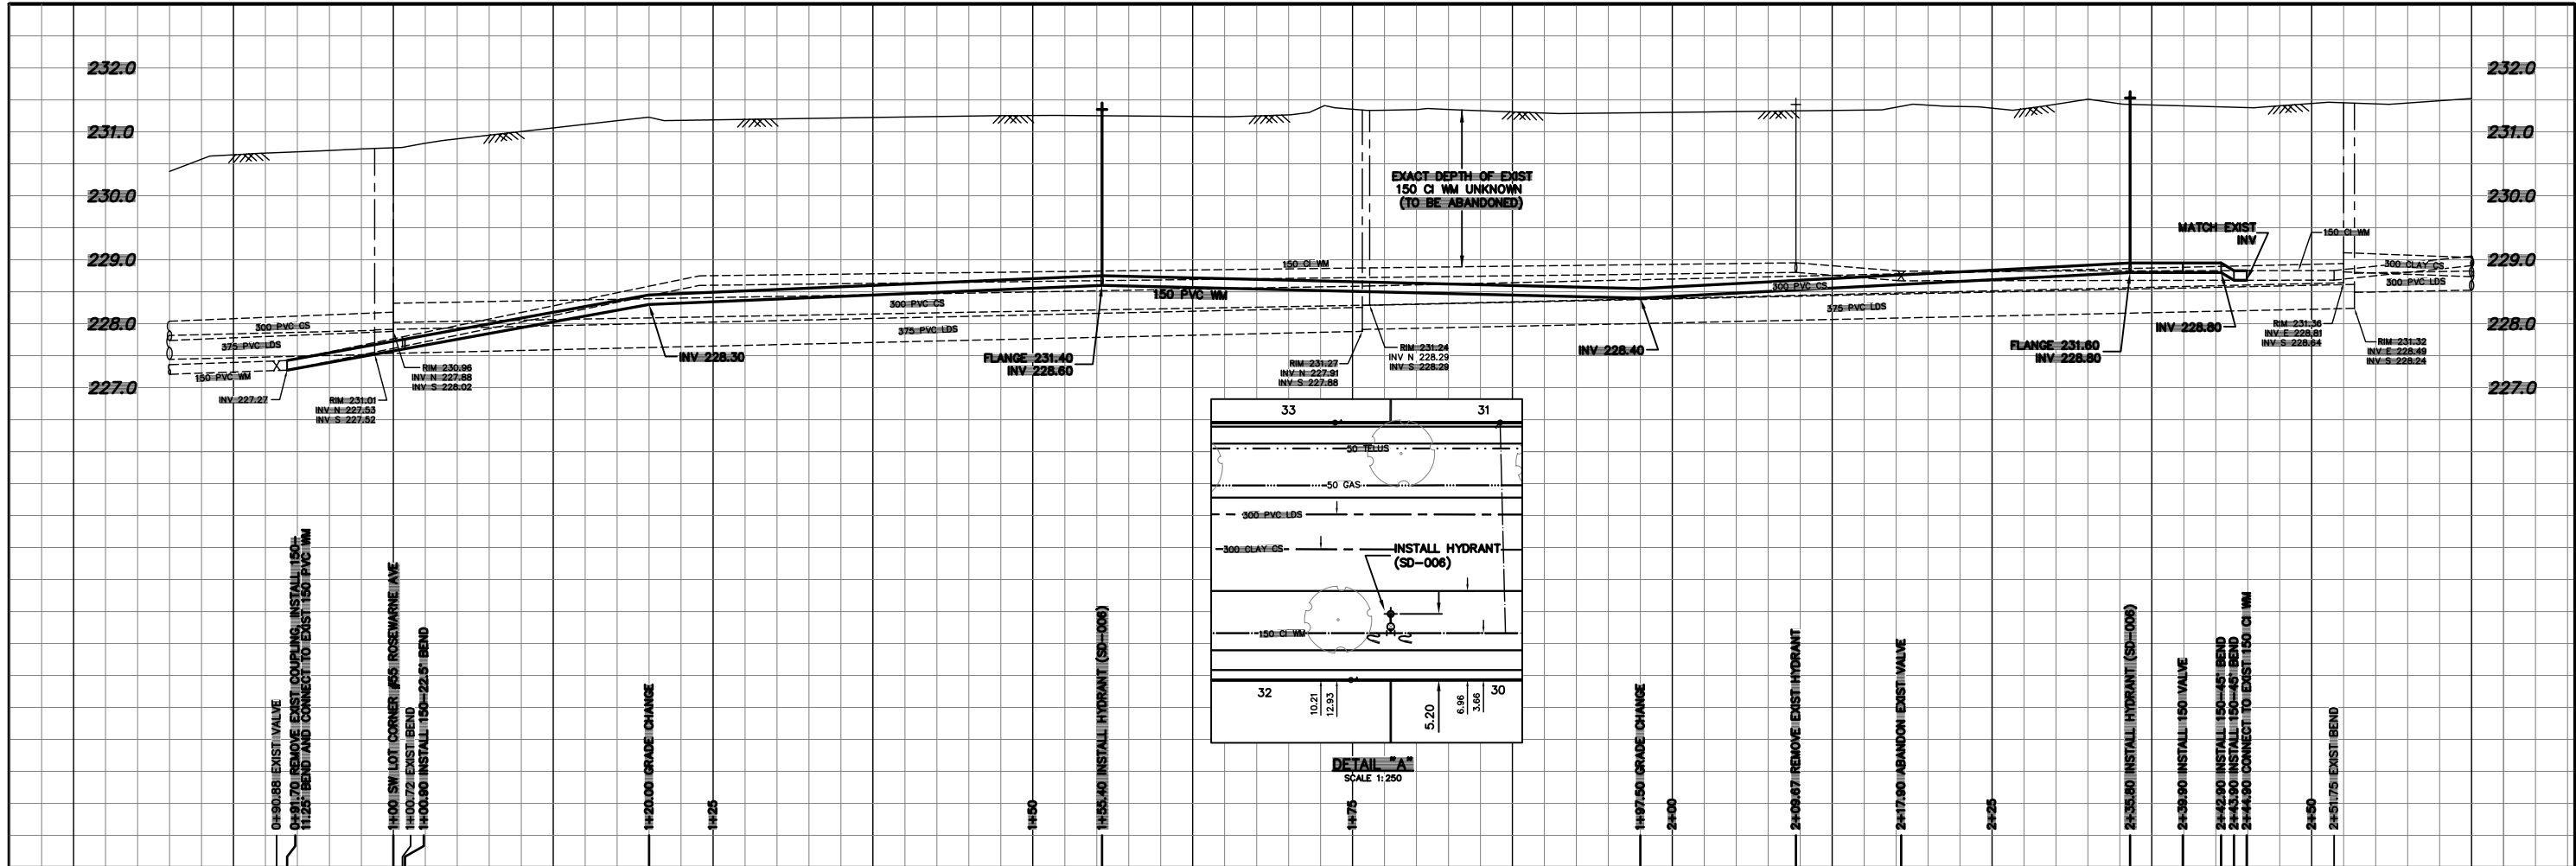 232.0
232.0
231.0
231.0
230.0
230.0
229.0
229.0
228.0
228.0
227.0
227.0
EXACT DEPTH OF EXIST
150 CI WM UNKNOWN
(TO BE ABANDONED)
MATCH EXIST
INV
150 CI WM
150 CI WM
300 CLAY CS
300 PVC LDS
300 PVC CS
375 PVC LDS
150 PVC WM
300 PVC CS
375 PVC LDS
150 PVC WM
300 PVC CS
375 PVC LDS
INV 227.27
RIM 231.01
INV N 227.53
INV S 227.52
RIM 230.96
INV N 227.88
INV S 228.02
INV 228.30
FLANGE 231.40
INV 228.60
RIM 231.27
INV N 227.91
INV S 227.88
RIM 231.24
INV N 228.29
INV S 228.29
INV 228.40
FLANGE 231.60
INV 228.80
INV 228.80
RIM 231.36
INV E 228.81
INV S 228.64
RIM 231.32
INV E 228.49
INV S 228.24
33
31
50 TELUS
50 GAS
300 PVC LDS
300 CLAY CS
INSTALL HYDRANT
(SD-006)
150 CI WM
32
30
10.21
12.93
5.20
6.96
3.66
DETAIL "A"
SCALE 1:250
0+90.88 EXIST VALVE
0+91.70 REMOVE EXIST COUPLING, INSTALL 150-
11.25° BEND AND CONNECT TO EXIST 150 PVC WM
1+00 SW LOT CORNER #55 ROSEWARNE AVE
1+00.72 EXIST BEND
1+00.90 INSTALL 150-22.5° BEND
1+20.00 GRADE CHANGE
1+25
1+50
1+55.40 INSTALL HYDRANT (SD-006)
1+75
1+97.50 GRADE CHANGE
2+00
2+09.67 REMOVE EXIST HYDRANT
2+17.90 ABANDON EXIST VALVE
2+25
2+35.80 INSTALL HYDRANT (SD-006)
2+39.90 INSTALL 150 VALVE
2+42.90 INSTALL 150-45° BEND
2+43.90 INSTALL 150-45° BEND
2+44.90 CONNECT TO EXIST 150 CI WM
2+50
2+51.75 EXIST BEND